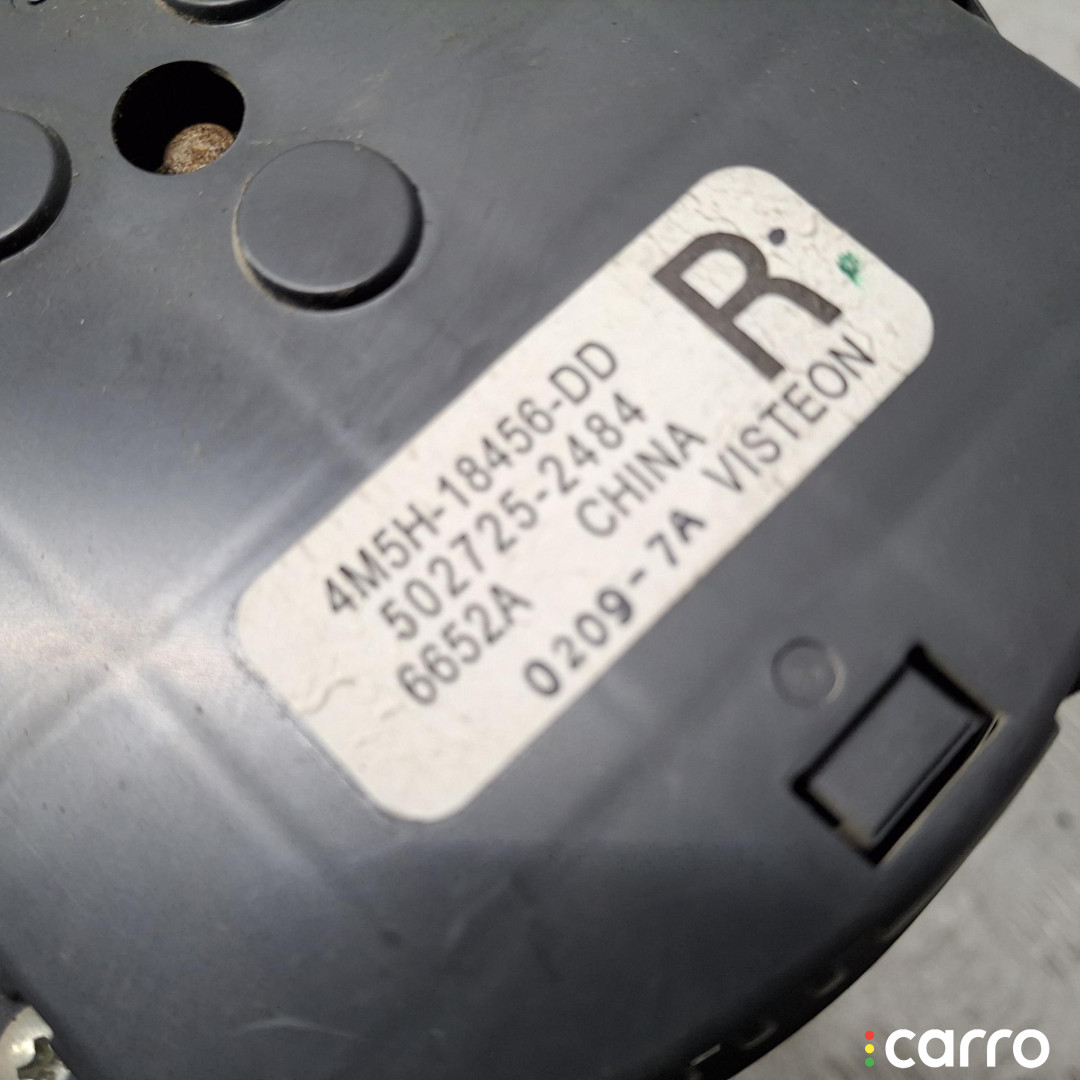 R
4M5H-18456-DD
502725-2484
6652A CHINA
0209-7A VISTEON
carro